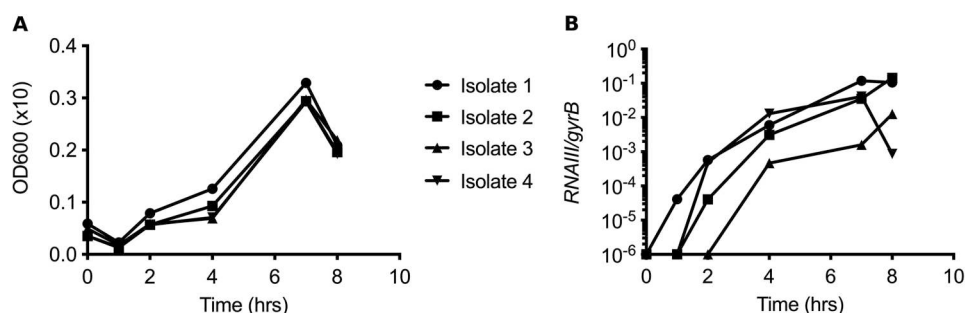 A
OD600 (x10)
0.4
0.3
0.2
0.1
0.0
0 2 4 6 8 10
Time (hrs)
Isolate 1
Isolate 2
Isolate 3
Isolate 4
B
RNAIII/gyrB
10⁰
10⁻¹
10⁻²
10⁻³
10⁻⁴
10⁻⁵
10⁻⁶
0 2 4 6 8 10
Time (hrs)